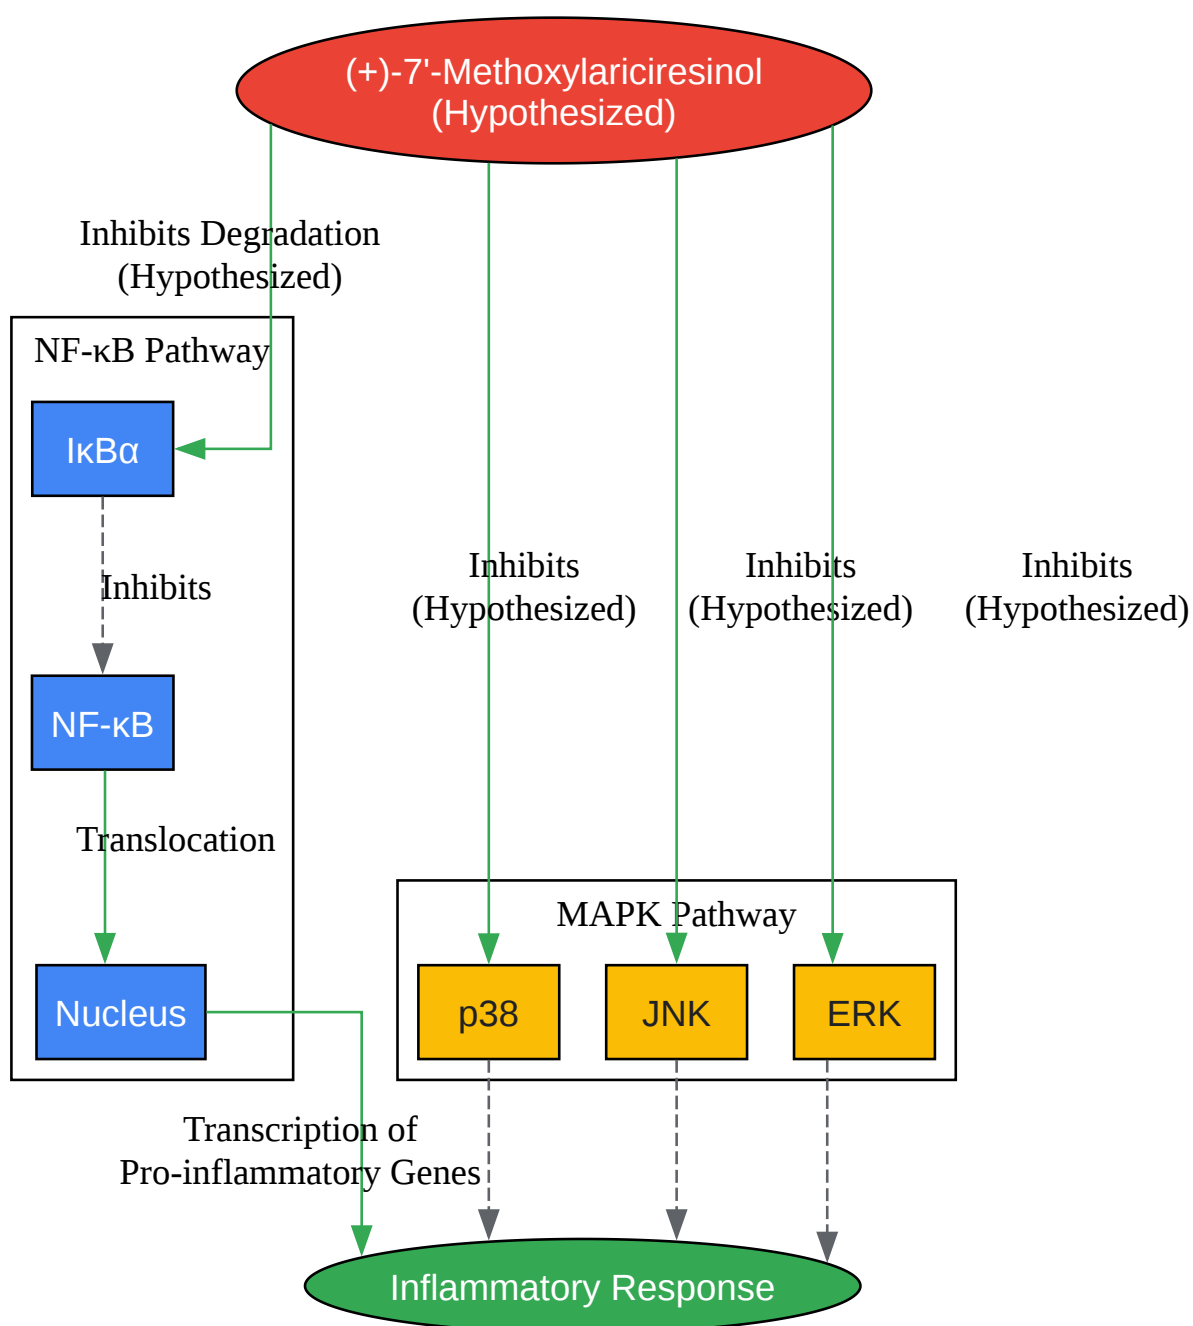 (+)-7'-Methoxylariciresinol
(Hypothesized)
Inhibits Degradation
(Hypothesized)
NF-κB Pathway
IκBα
Inhibits
(Hypothesized)
Inhibits
(Hypothesized)
Inhibits
(Hypothesized)
Inhibits
NF-κB
Translocation
MAPK Pathway
Nucleus
p38
JNK
ERK
Transcription of
Pro-inflammatory Genes
Inflammatory Response